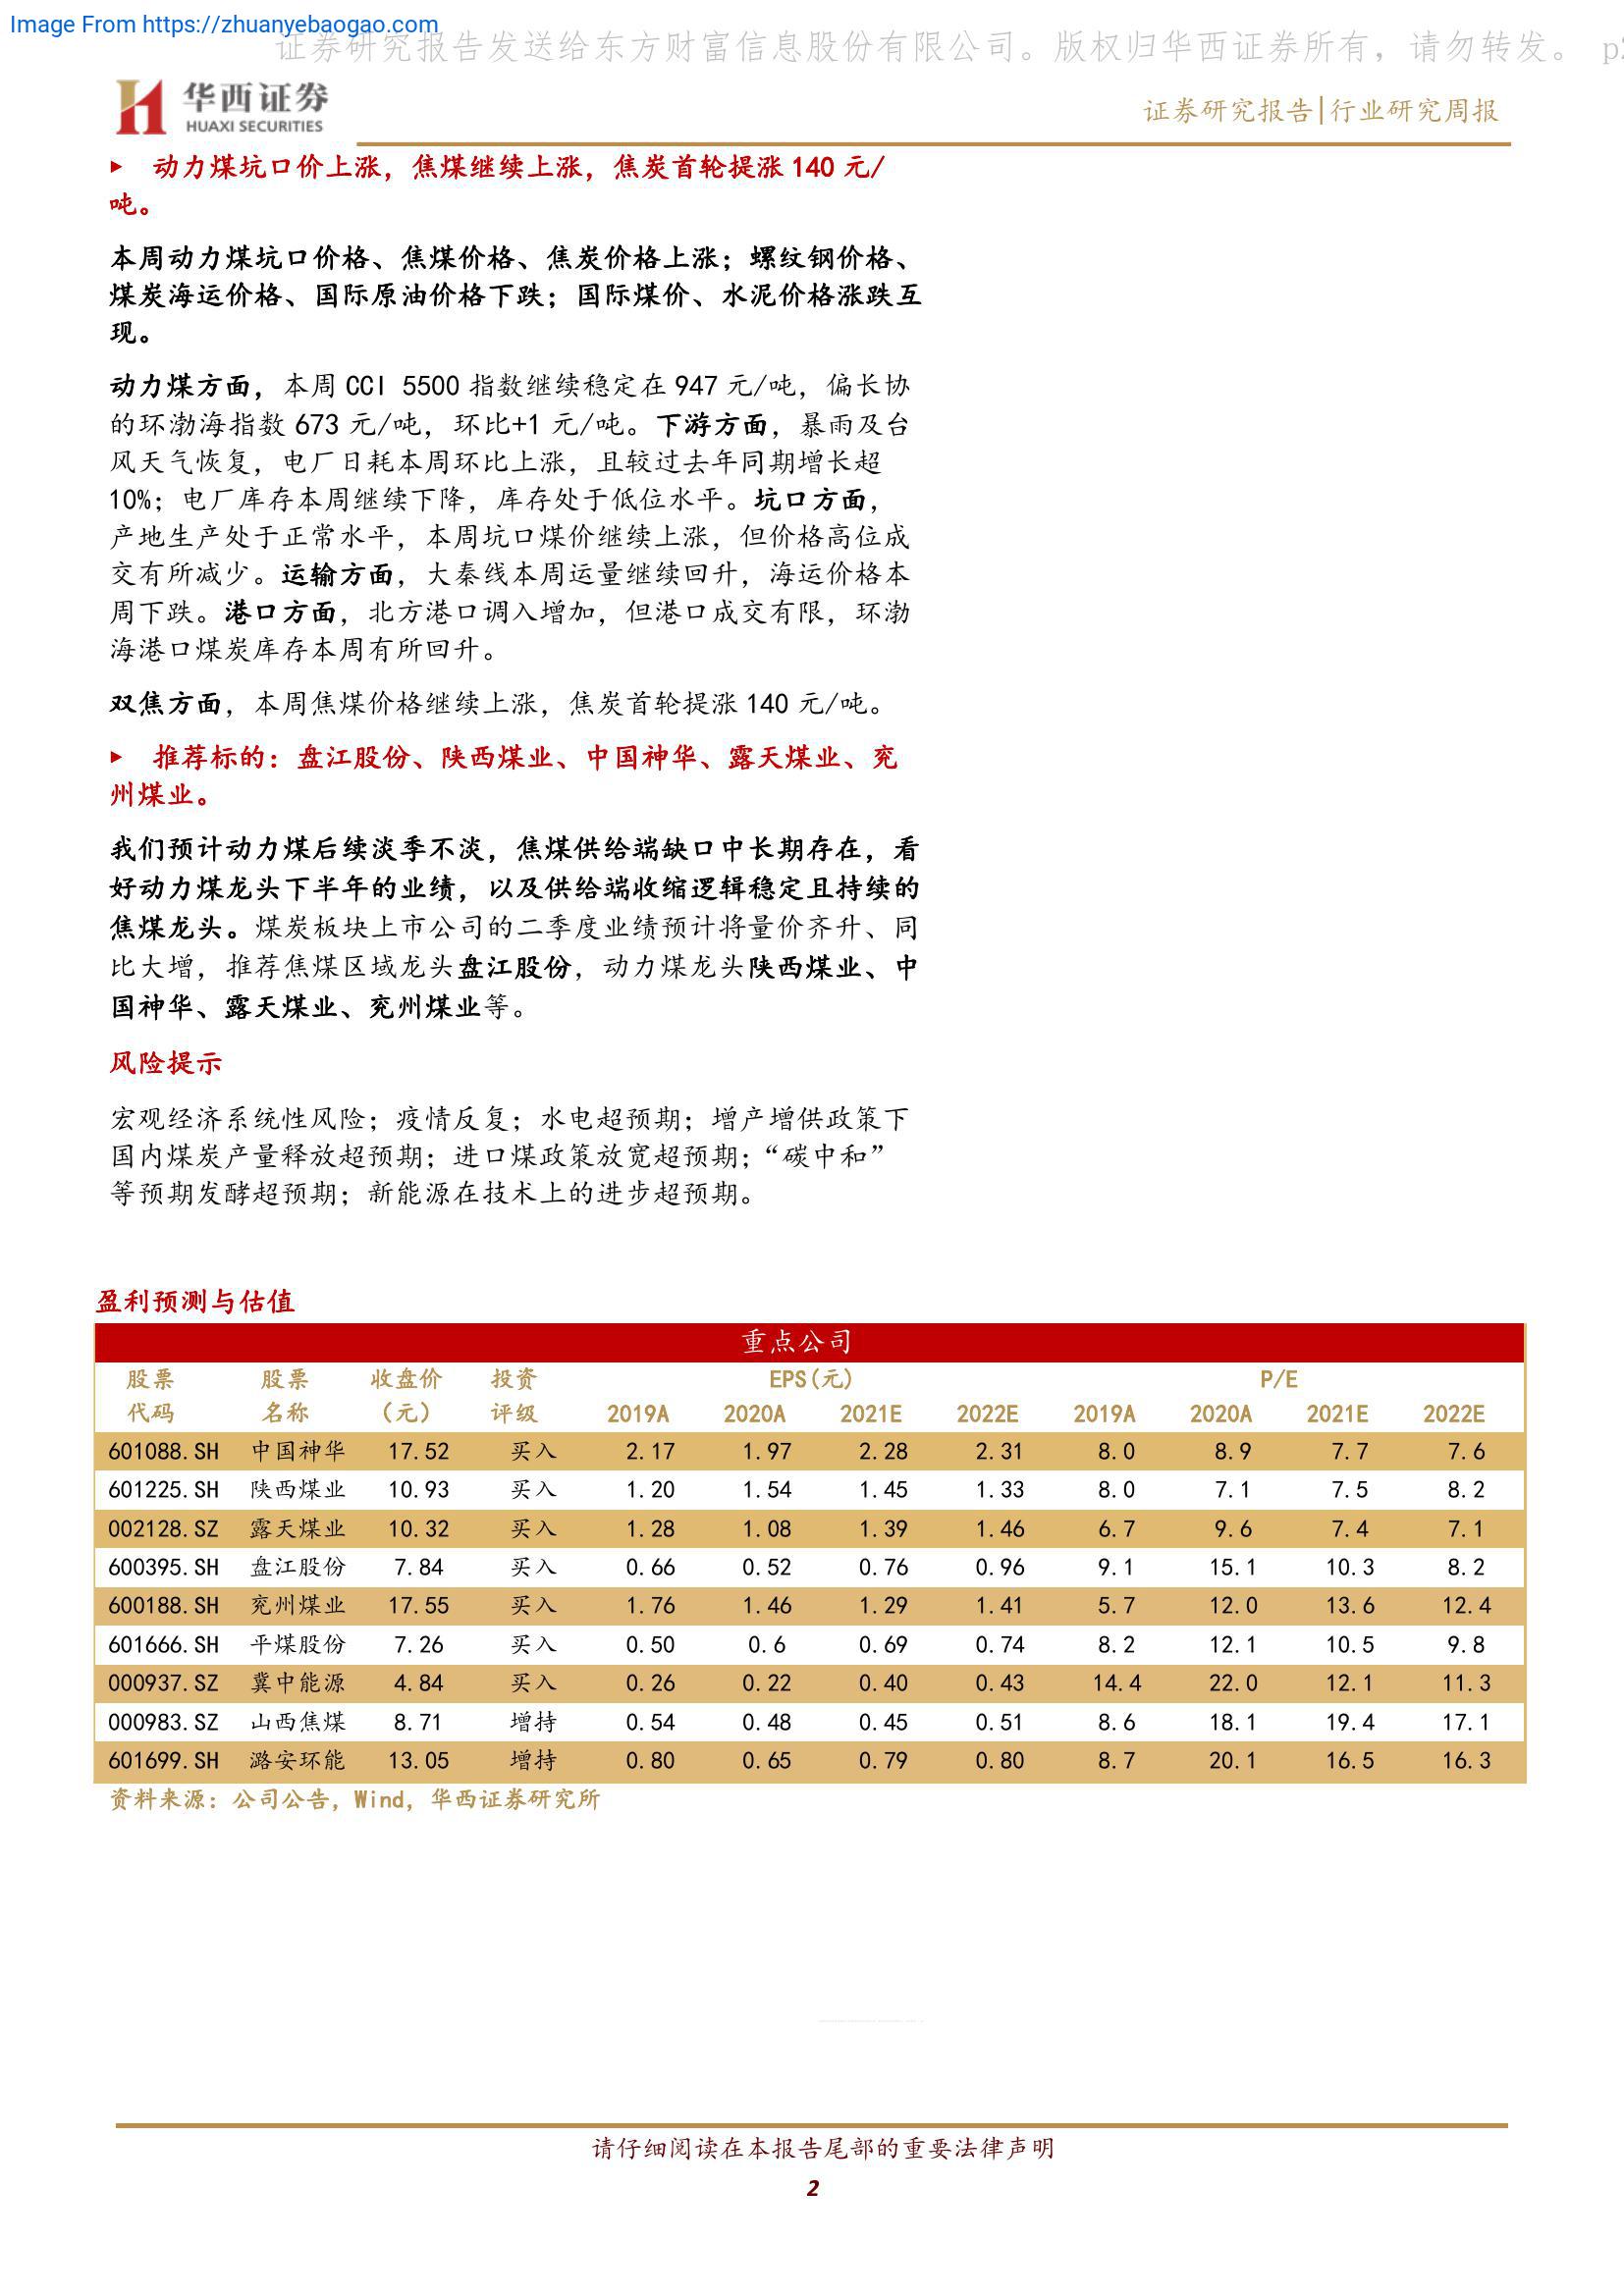 Image From https://zhuanyebaogao.com
证券研究报告发送给东方财富信息股份有限公司。版权归华西证券所有，请勿转发。 p2
华西证券
HUAXI SECURITIES
证券研究报告|行业研究周报
▶ 动力煤坑口价上涨，焦煤继续上涨，焦炭首轮提涨 140 元/
吨。
本周动力煤坑口价格、焦煤价格、焦炭价格上涨；螺纹钢价格、
煤炭海运价格、国际原油价格下跌；国际煤价、水泥价格涨跌互
现。
动力煤方面，本周 CCI 5500 指数继续稳定在 947 元/吨，偏长协
的环渤海指数 673 元/吨，环比+1 元/吨。下游方面，暴雨及台
风天气恢复，电厂日耗本周环比上涨，且较过去年同期增长超
10%；电厂库存本周继续下降，库存处于低位水平。坑口方面，
产地生产处于正常水平，本周坑口煤价继续上涨，但价格高位成
交有所减少。运输方面，大秦线本周运量继续回升，海运价格本
周下跌。港口方面，北方港口调入增加，但港口成交有限，环渤
海港口煤炭库存本周有所回升。
双焦方面，本周焦煤价格继续上涨，焦炭首轮提涨 140 元/吨。
▶ 推荐标的：盘江股份、陕西煤业、中国神华、露天煤业、兖
州煤业。
我们预计动力煤后续淡季不淡，焦煤供给端缺口中长期存在，看
好动力煤龙头下半年的业绩，以及供给端收缩逻辑稳定且持续的
焦煤龙头。煤炭板块上市公司的二季度业绩预计将量价齐升、同
比大增，推荐焦煤区域龙头盘江股份，动力煤龙头陕西煤业、中
国神华、露天煤业、兖州煤业等。
风险提示
宏观经济系统性风险；疫情反复；水电超预期；增产增供政策下
国内煤炭产量释放超预期；进口煤政策放宽超预期；“碳中和”
等预期发酵超预期；新能源在技术上的进步超预期。
盈利预测与估值
重点公司
股票 股票 收盘价 投资 EPS(元) P/E
代码 名称 （元） 评级 2019A 2020A 2021E 2022E 2019A 2020A 2021E 2022E
601088.SH 中国神华 17.52 买入 2.17 1.97 2.28 2.31 8.0 8.9 7.7 7.6
601225.SH 陕西煤业 10.93 买入 1.20 1.54 1.45 1.33 8.0 7.1 7.5 8.2
002128.SZ 露天煤业 10.32 买入 1.28 1.08 1.39 1.46 6.7 9.6 7.4 7.1
600395.SH 盘江股份 7.84 买入 0.66 0.52 0.76 0.96 9.1 15.1 10.3 8.2
600188.SH 兖州煤业 17.55 买入 1.76 1.46 1.29 1.41 5.7 12.0 13.6 12.4
601666.SH 平煤股份 7.26 买入 0.50 0.6 0.69 0.74 8.2 12.1 10.5 9.8
000937.SZ 冀中能源 4.84 买入 0.26 0.22 0.40 0.43 14.4 22.0 12.1 11.3
000983.SZ 山西焦煤 8.71 增持 0.54 0.48 0.45 0.51 8.6 18.1 19.4 17.1
601699.SH 潞安环能 13.05 增持 0.80 0.65 0.79 0.80 8.7 20.1 16.5 16.3
资料来源：公司公告，Wind，华西证券研究所
请仔细阅读在本报告尾部的重要法律声明
2